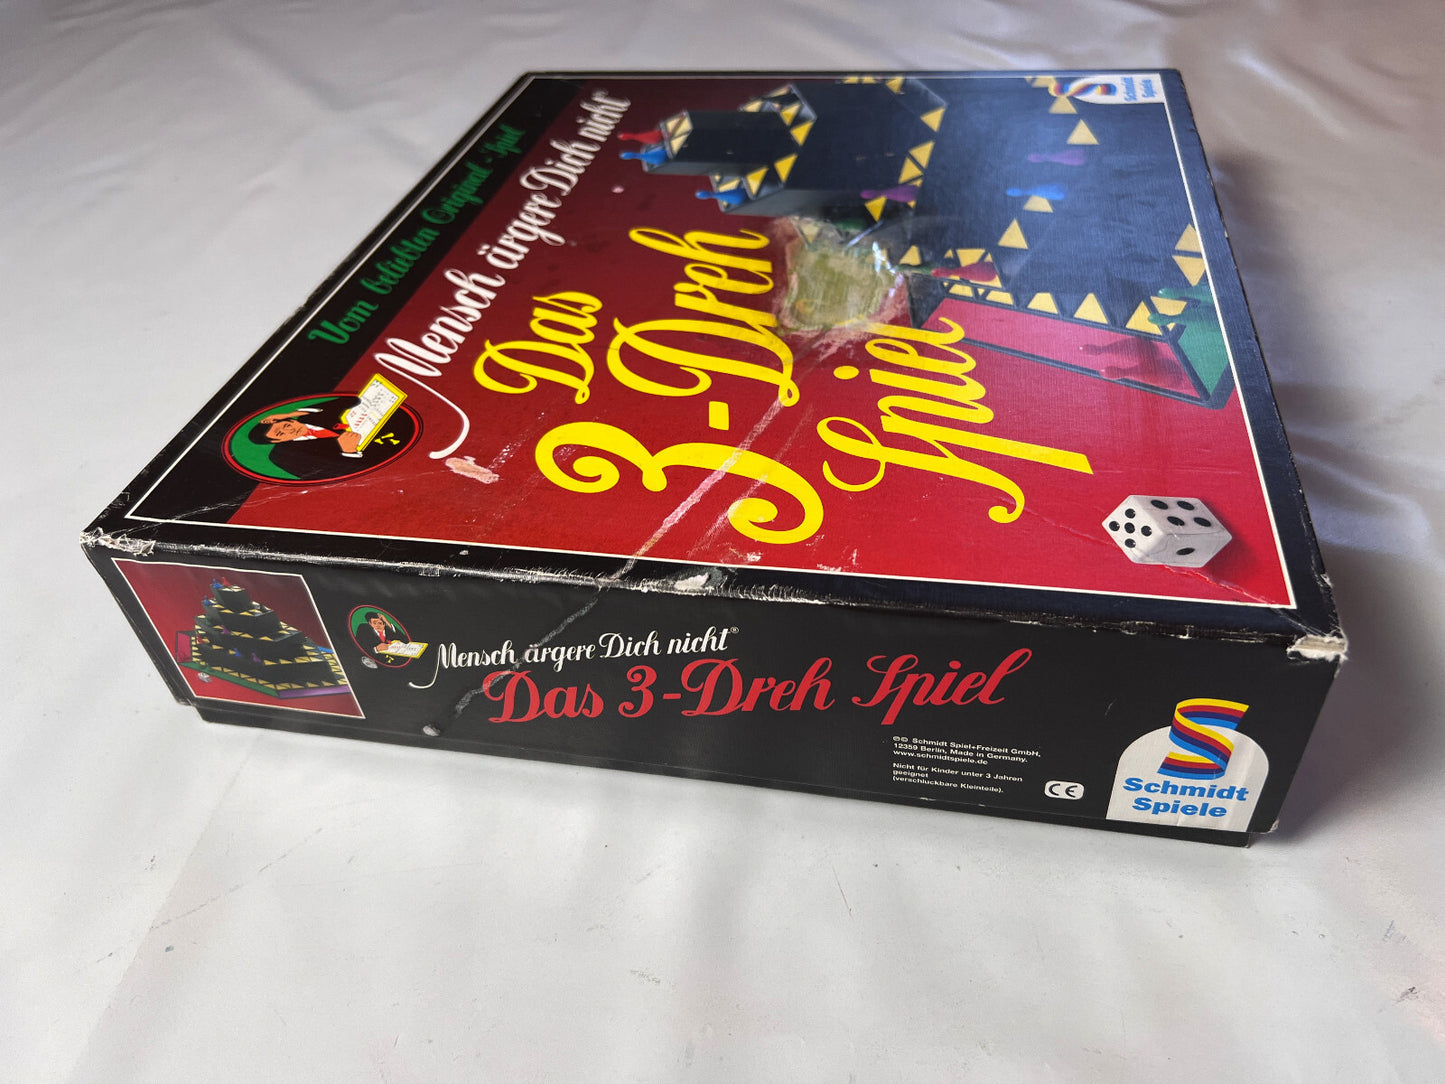 Vom beliebten Original-Spiel
Mensch ärgere Dich nicht®
Das
3-Dreh
Spiel
Schmidt
Spiele
Mensch ärgere Dich nicht®
Das 3-Dreh Spiel
℗© Schmidt Spiel+Freizeit GmbH,
12359 Berlin, Made in Germany.
www.schmidtspiele.de
Nicht für Kinder unter 3 Jahren
geeignet
(verschluckbare Kleinteile).
CE
Schmidt
Spiele